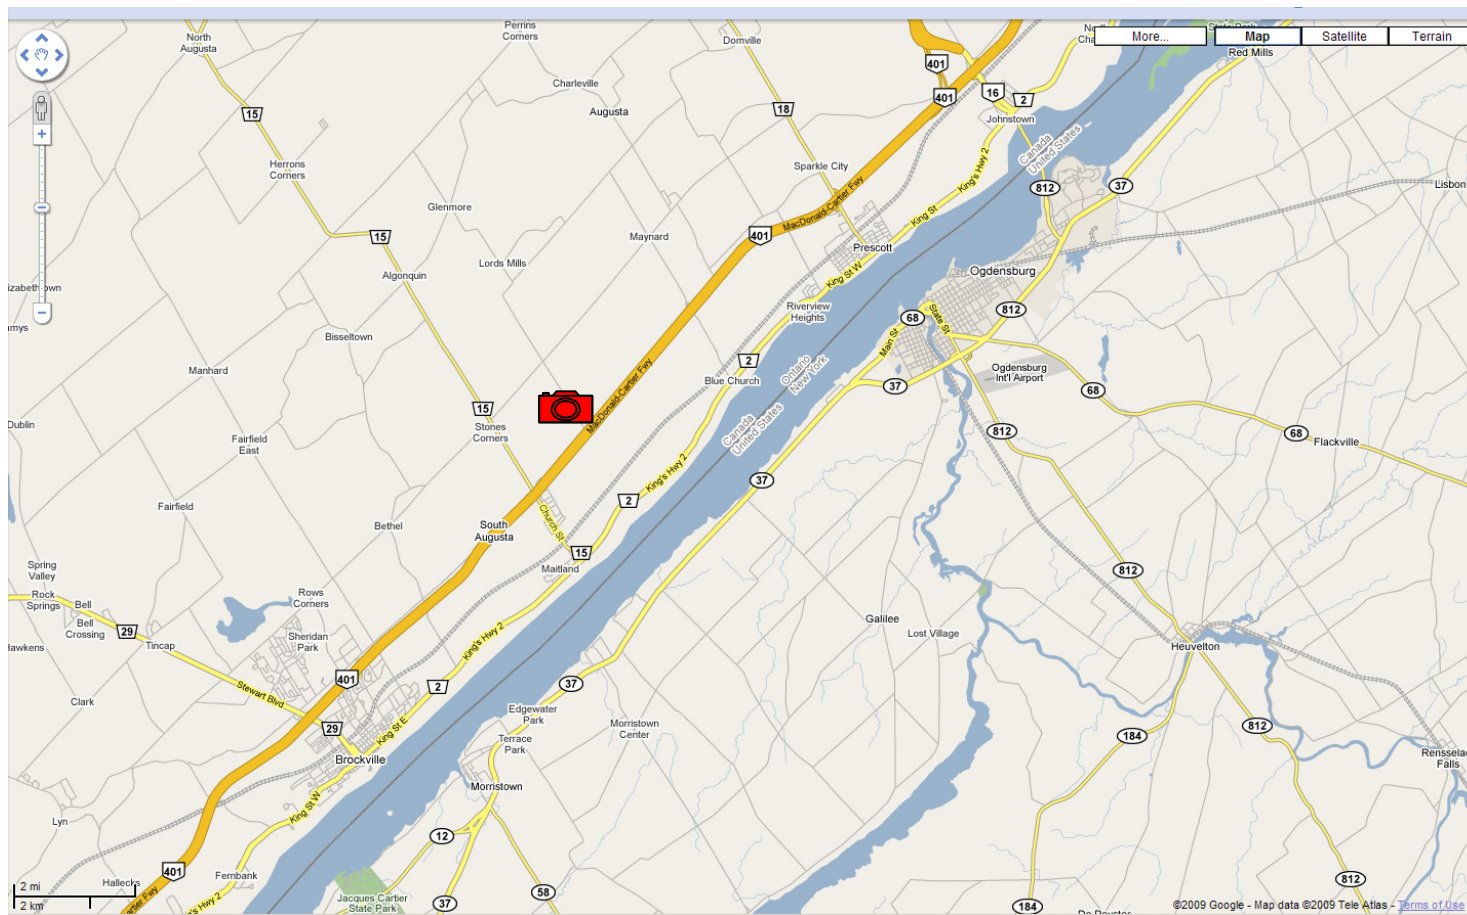 Perrins
Corners
North
Augusta
Domville
More...
Map
Satellite
Terrain
Red Mills
401
Charleville
401
16
2
15
Augusta
18
Johnstown
Canada
United States
Herrons
Corners
Sparkle City
King's Hwy 2
812
37
Lisbon
Glenmore
MacDonald-Cartier Fwy
King St
15
Maynard
401
Prescott
Lords Mills
Algonquin
King St W
Ogdensburg
Riverview
Heights
68
State St
812
Bisseltown
Main St
Manhard
MacDonald-Cartier Fwy
2
Ontario
New York
Blue Church
Ogdensburg
Int'l Airport
37
68
15
Stones
Corners
Dublin
Fairfield
East
Canada
United States
812
68
Flackville
King's Hwy 2
37
2
Fairfield
Bethel
South
Augusta
Church St
15
Maitland
Spring
Valley
812
Rock
Springs
Bell
Bell
Crossing
29
Tincap
Rows
Corners
Sheridan
Park
Galilee
Lost Village
King's Hwy 2
Heuvelton
401
2
37
Clark
Stewart Blvd
Edgewater
Park
29
King St E
Morristown
Center
184
812
Terrace
Park
Brockville
Rensselae
Falls
Morristown
King St W
Lyn
12
401
Fernbank
Hallecks
2 mi
2 km
King's Hwy 2
Jacques Cartier
State Park
37
58
184
812
©2009 Google - Map data ©2009 Tele Atlas - Terms of Use